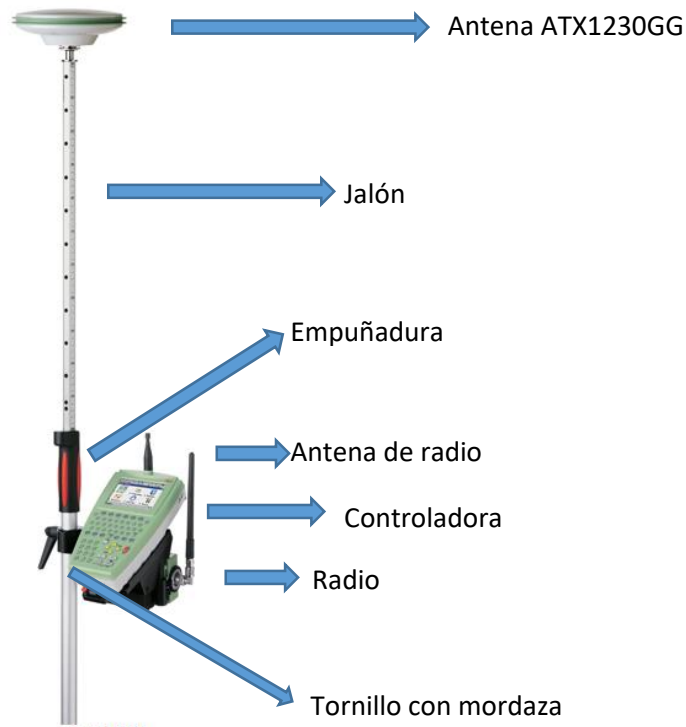 Antena ATX1230GG
Jalón
Empuñadura
Antena de radio
Controladora
Radio
Tornillo con mordaza